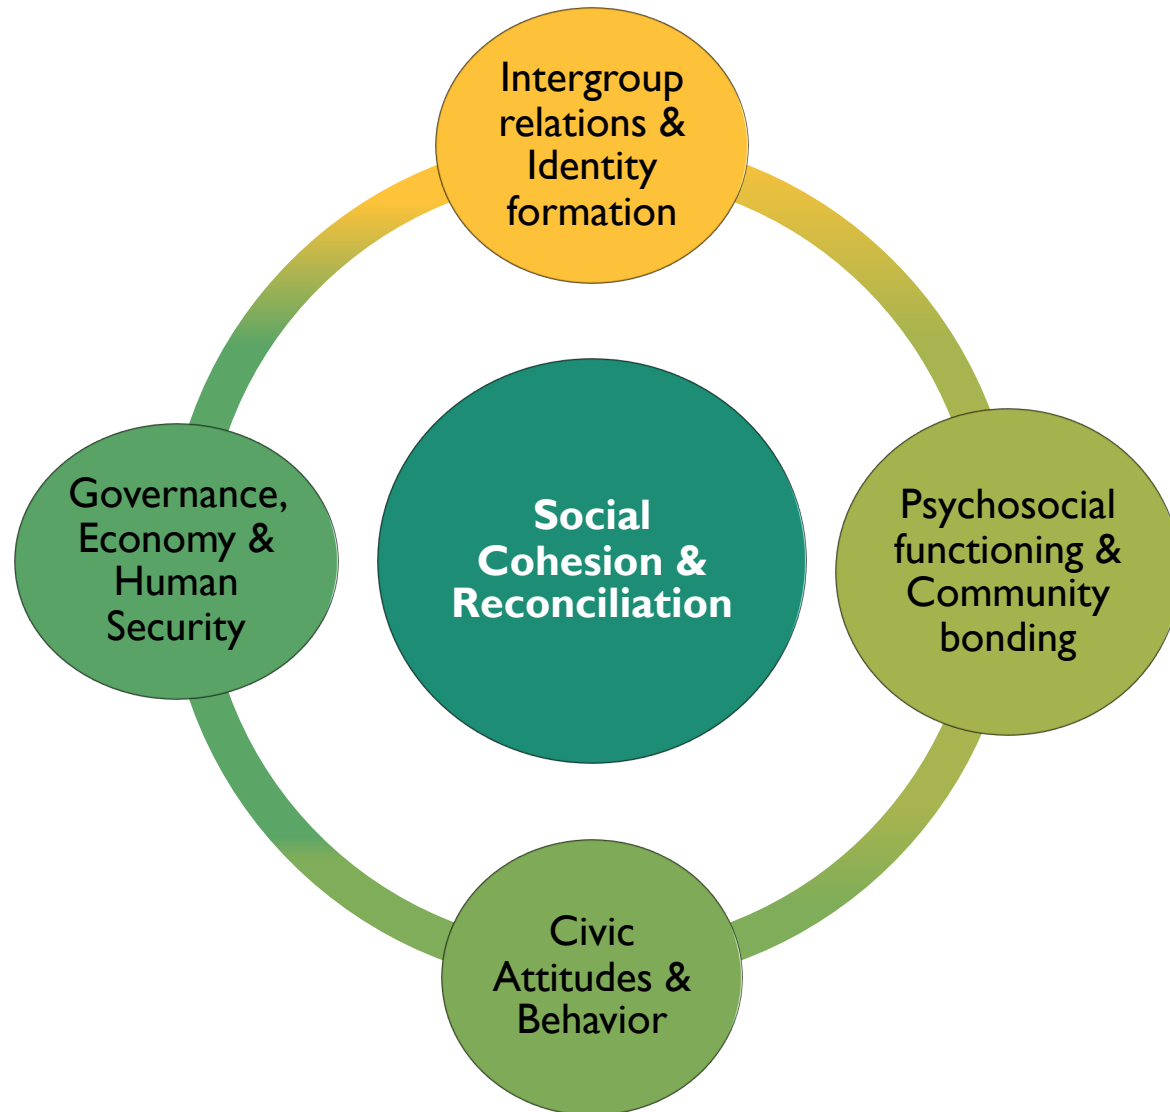 Intergroup
relations &
Identity
formation
Governance,
Economy &
Human
Security
Social
Cohesion &
Reconciliation
Psychosocial
functioning &
Community
bonding
Civic
Attitudes &
Behavior